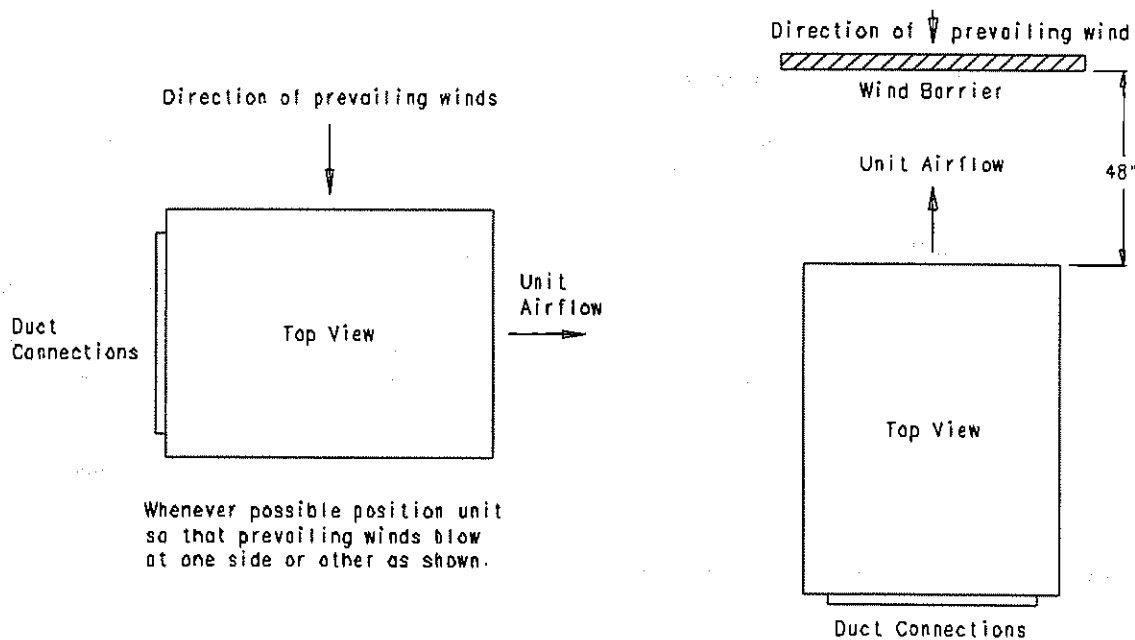 Direction of prevailing winds
Duct
Connections
Top View
Unit
Airflow
Whenever possible position unit
so that prevailing winds blow
at one side or other as shown.
Direction of prevailing wind
Wind Barrier
Unit Airflow
48"
Top View
Duct Connections